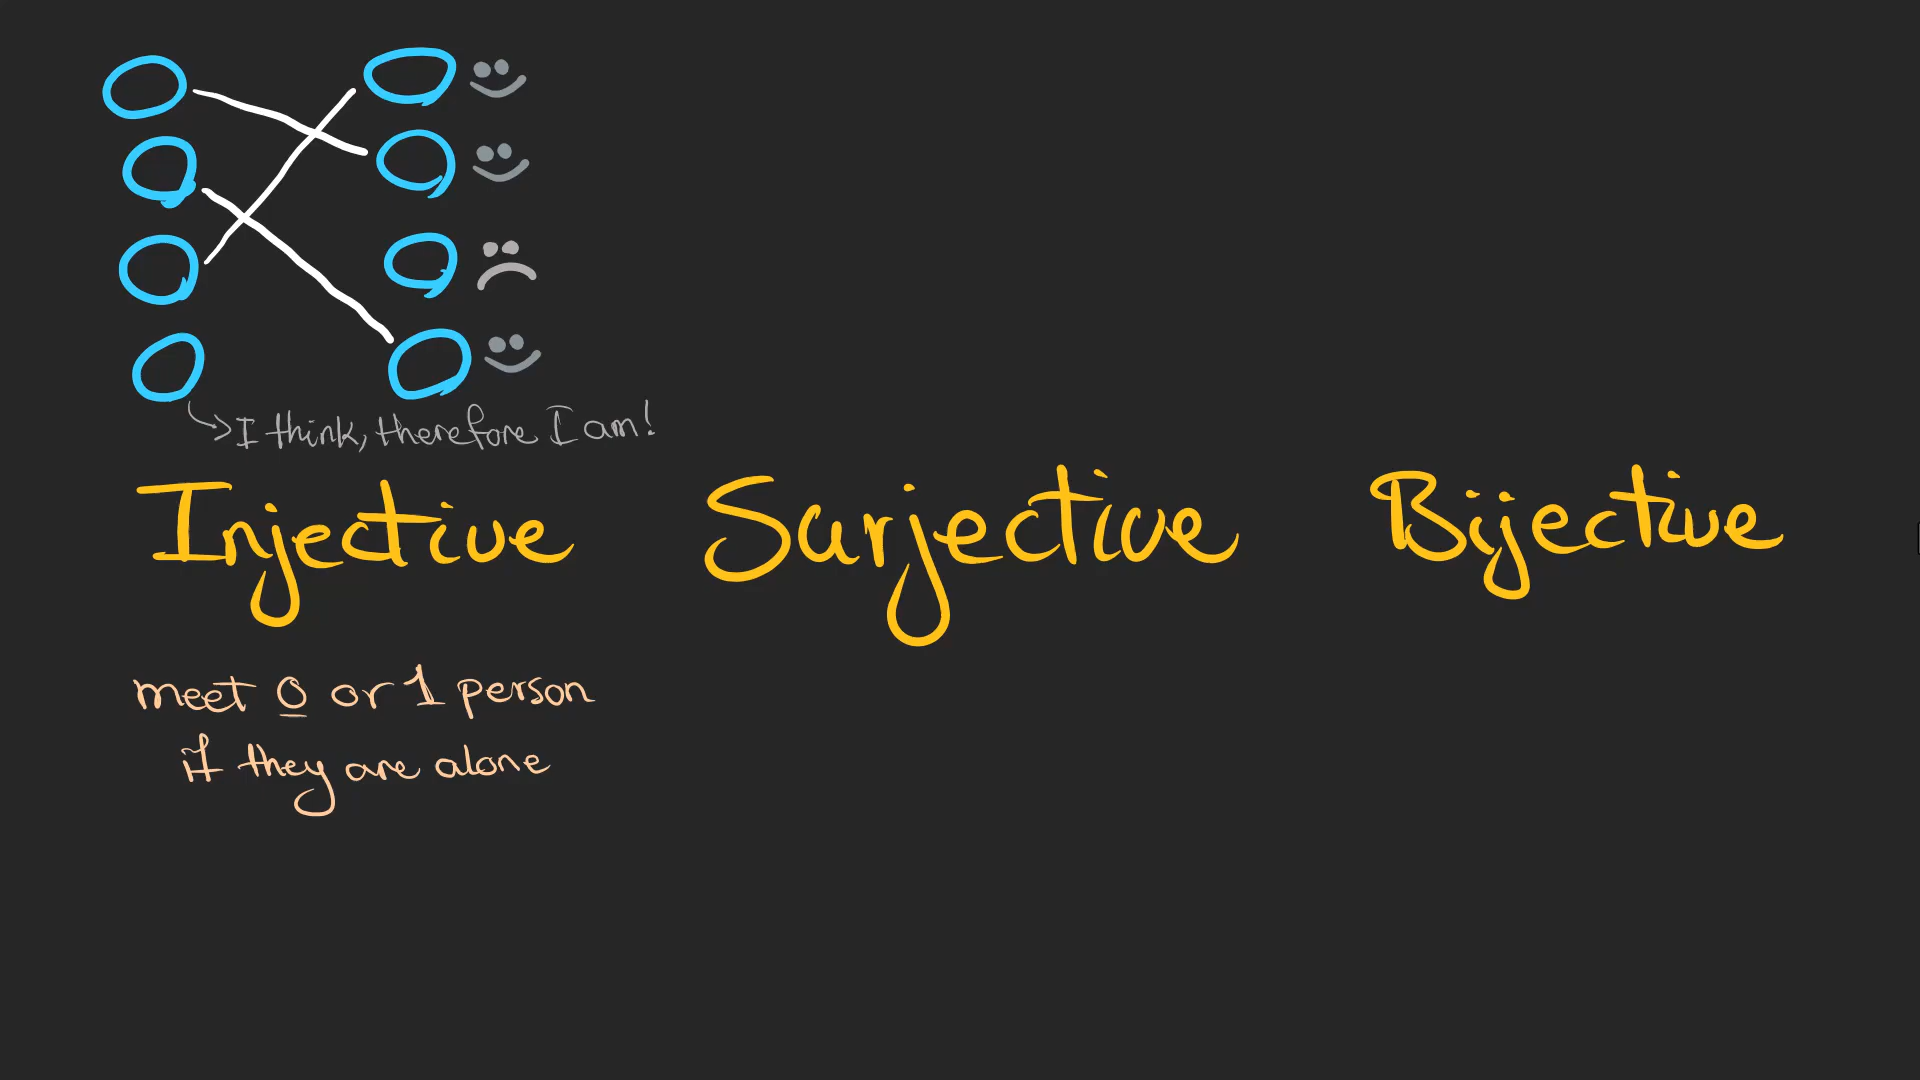 I think, therefore I am!
Injective Surjective Bijective
meet 0 or 1 person
if they are alone